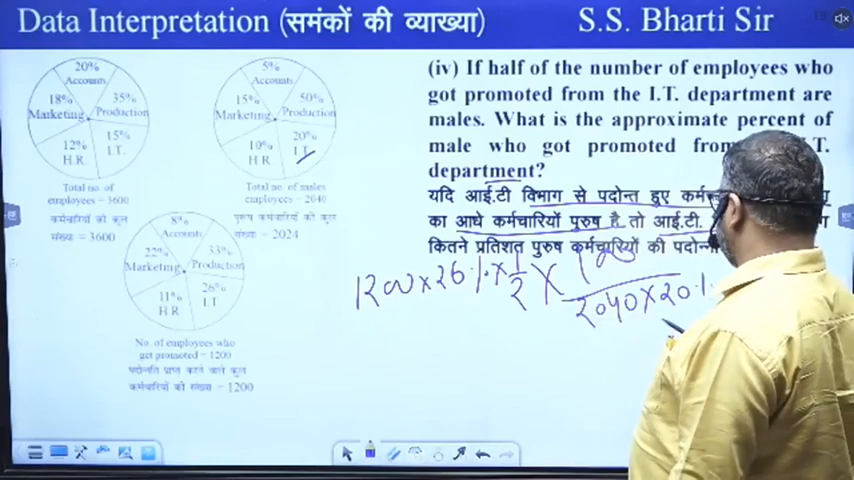 Data Interpretation (समंकों की व्याख्या) S.S. Bharti Sir
20%
Accounts
18%
Marketing
35%
Production
12%
H.R.
15%
I.T.
Total no. of
employees = 3600
कर्मचारियों की कुल
संख्या = 3600
5%
Accounts
15%
Marketing
50%
Production
10%
H.R
20%
I.T.
Total no. of males
employees = 2040
पुरुष कर्मचारियों की कुल
संख्या = 2024
8%
Accounts
22%
Marketing
33%
Production
11%
H.R
26%
I.T
No. of employees who
get promoted = 1200
पदोन्नति प्राप्त करने वाले कुल
कर्मचारियों की संख्या = 1200
(iv) If half of the number of employees who
got promoted from the I.T. department are
males. What is the approximate percent of
male who got promoted from I.T.
department?
यदि आई.टी विभाग से पदोन्त हुए
का आधे कर्मचारियों पुरुष है तो आई.टी.
कितने प्रतिशत पुरुष कर्मचारियों की
1200 × 26% × 1/2 × 100
2040 × 20%